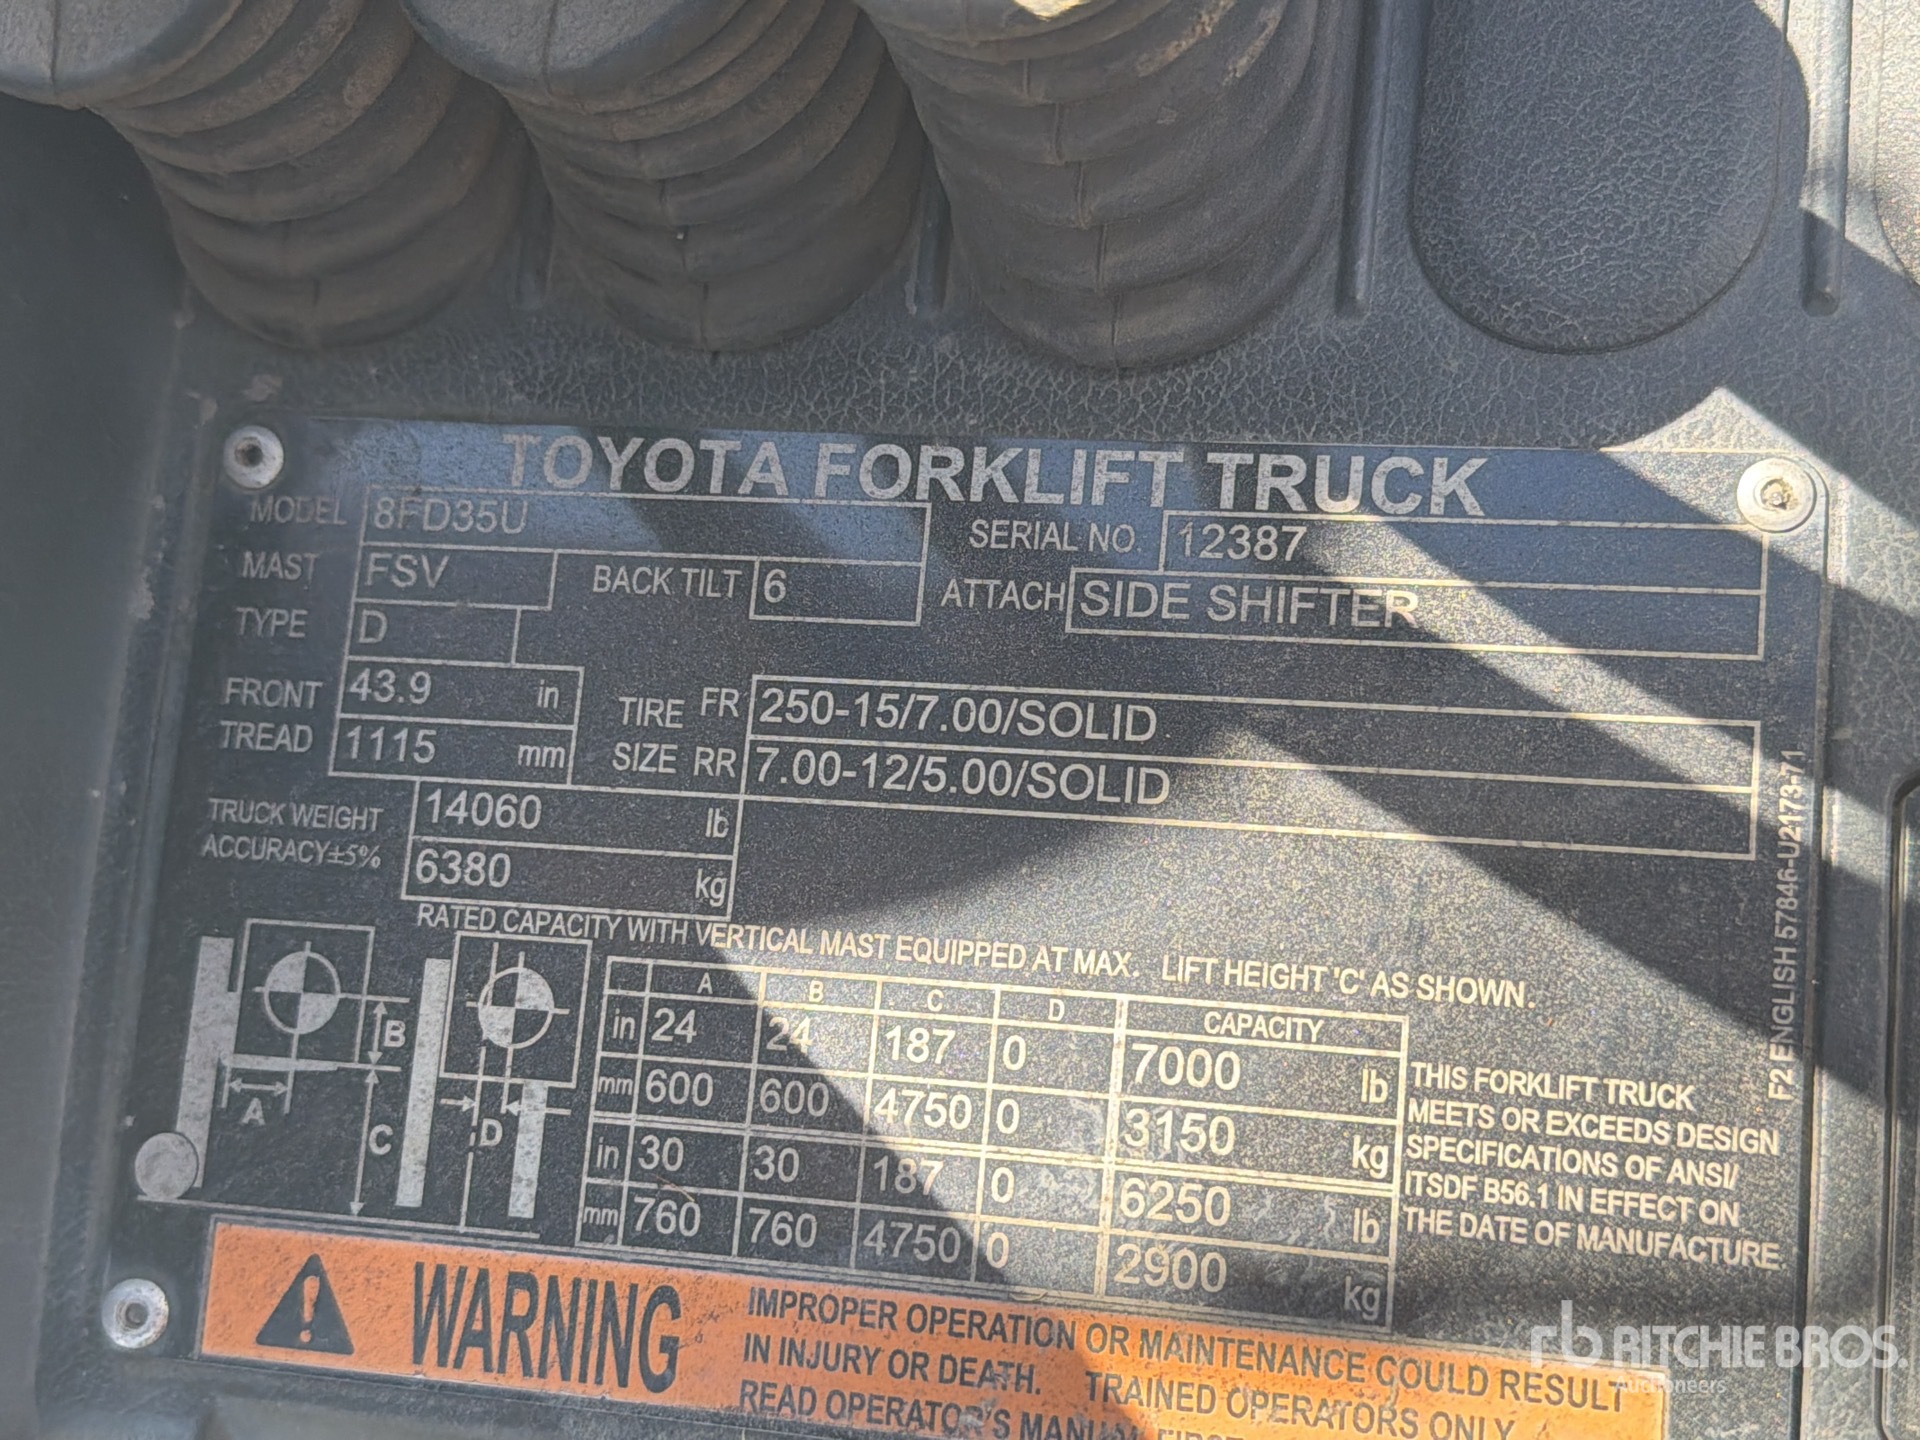 TOYOTA FORKLIFT TRUCK
MODEL 8FD35U SERIAL NO. 12387
MAST FSV BACK TILT 6 ATTACH SIDE SHIFTER
TYPE D
FRONT TREAD 43.9 in TIRE SIZE FR 250-15/7.00/SOLID
1115 mm RR 7.00-12/5.00/SOLID
TRUCK WEIGHT 14060 lb
ACCURACY±5% 6380 kg
RATED CAPACITY WITH VERTICAL MAST EQUIPPED AT MAX. LIFT HEIGHT 'C' AS SHOWN.
A B C D CAPACITY
in 24 24 187 0 7000 lb
mm 600 600 4750 0 3150 kg
in 30 30 187 0 6250 lb
mm 760 760 4750 0 2900 kg
A B C D
THIS FORKLIFT TRUCK
MEETS OR EXCEEDS DESIGN
SPECIFICATIONS OF ANSI/
ITSDF B56.1 IN EFFECT ON
THE DATE OF MANUFACTURE.
F2 ENGLISH 57846-U2173-71
WARNING
IMPROPER OPERATION OR MAINTENANCE COULD RESULT
IN INJURY OR DEATH. TRAINED OPERATORS ONLY
READ OPERATOR'S MANUAL FIRST
rb RITCHIE BROS.
Auctioneers